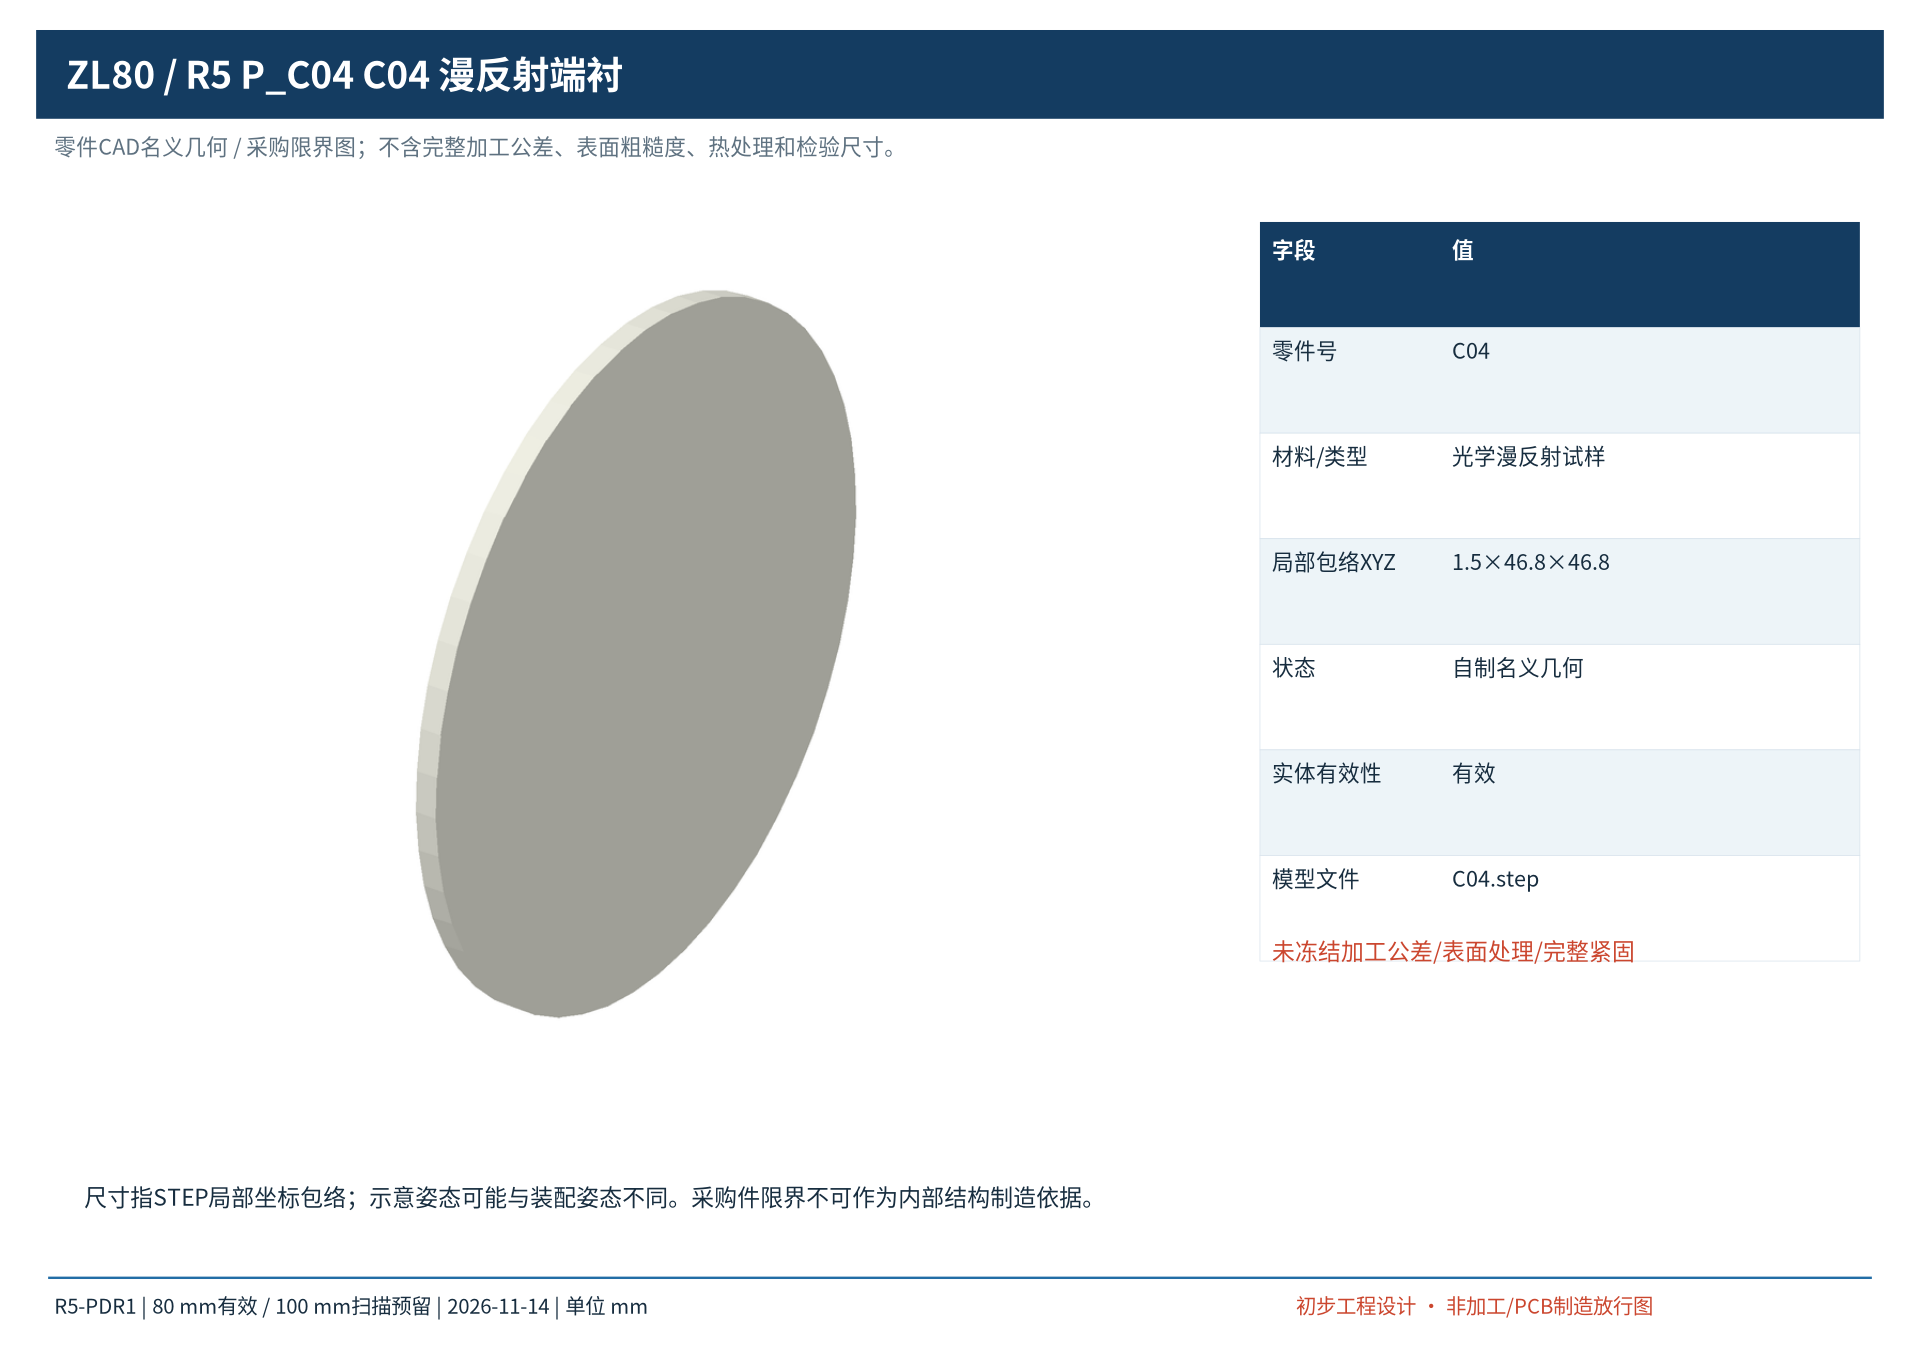 ZL80 / R5 P_C04 C04 漫反射端衬
零件CAD名义几何 / 采购限界图；不含完整加工公差、表面粗糙度、热处理和检验尺寸。
字段 值
零件号 C04
材料/类型 光学漫反射试样
局部包络XYZ 1.5×46.8×46.8
状态 自制名义几何
实体有效性 有效
模型文件 C04.step
未冻结加工公差/表面处理/完整紧固
尺寸指STEP局部坐标包络；示意姿态可能与装配姿态不同。采购件限界不可作为内部结构制造依据。
R5-PDR1 | 80 mm有效 / 100 mm扫描预留 | 2026-11-14 | 单位 mm
初步工程设计 · 非加工/PCB制造放行图